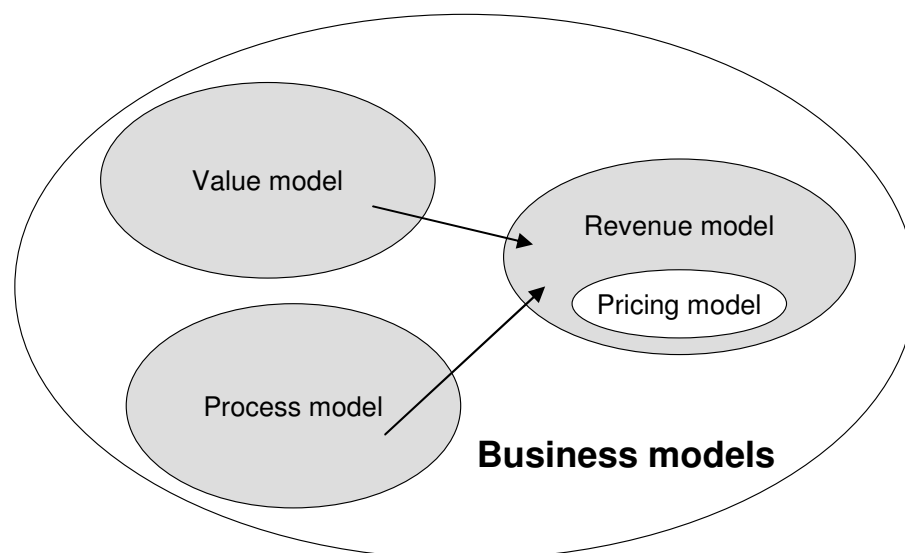 Value model
Revenue model
Pricing model
Process model
Business models